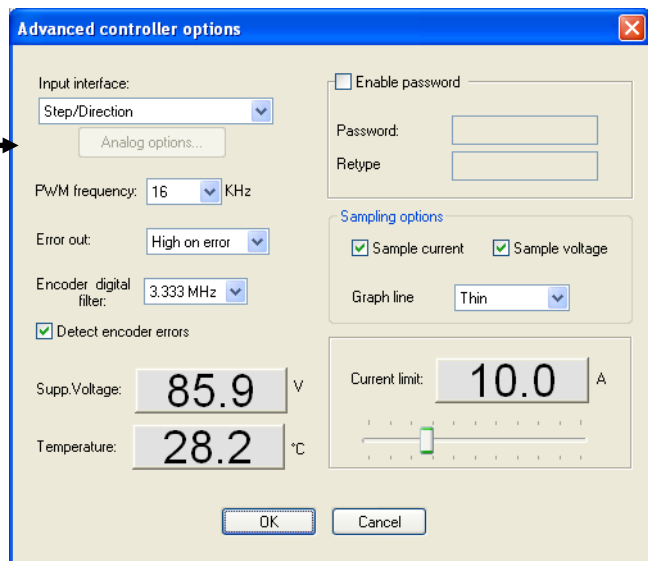 Advanced controller options
Input interface:
Step/Direction
Analog options...
PWM frequency: 16 KHz
Error out: High on error
Encoder digital
filter: 3.333 MHz
Detect encoder errors
Supp.Voltage: 85.9 V
Temperature: 28.2 °C
Enable password
Password:
Retype
Sampling options
Sample current Sample voltage
Graph line Thin
Current limit: 10.0 A
OK Cancel